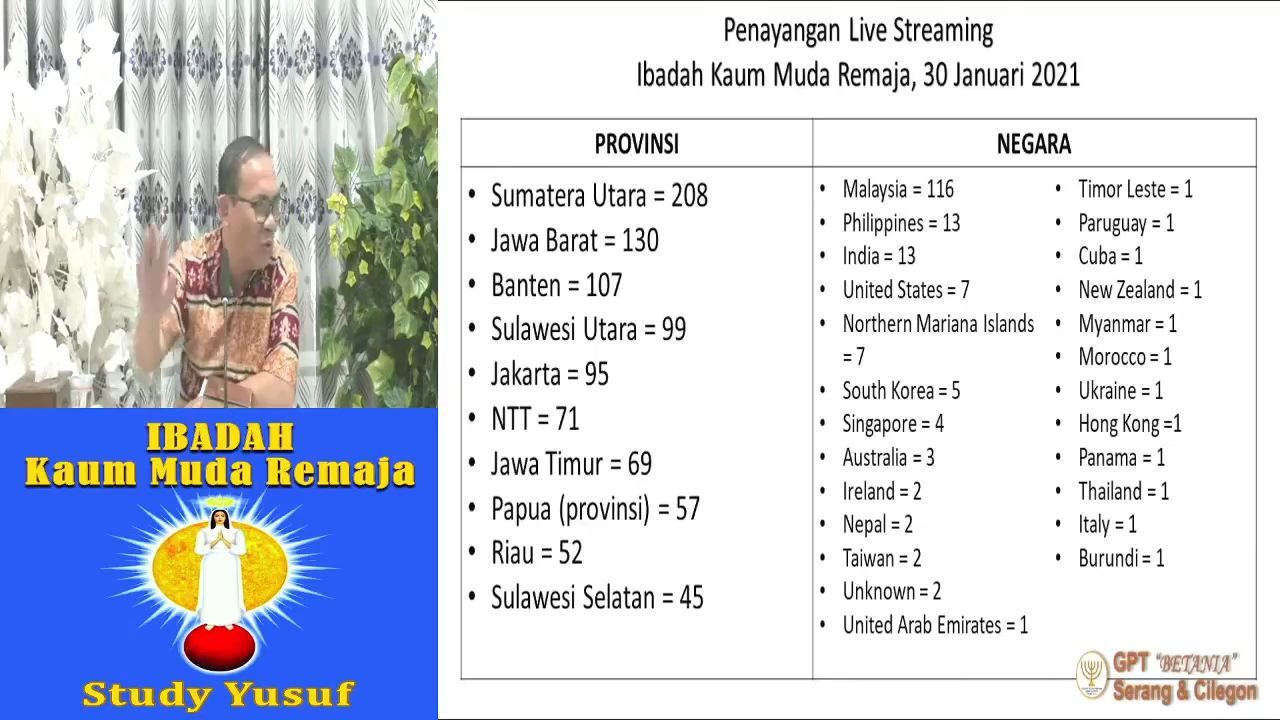 Penayangan Live Streaming
Ibadah Kaum Muda Remaja, 30 Januari 2021
PROVINSI
• Sumatera Utara = 208
• Jawa Barat = 130
• Banten = 107
• Sulawesi Utara = 99
• Jakarta = 95
• NTT = 71
• Jawa Timur = 69
• Papua (provinsi) = 57
• Riau = 52
• Sulawesi Selatan = 45
NEGARA
• Malaysia = 116
• Philippines = 13
• India = 13
• United States = 7
• Northern Mariana Islands
= 7
• South Korea = 5
• Singapore = 4
• Australia = 3
• Ireland = 2
• Nepal = 2
• Taiwan = 2
• Unknown = 2
• United Arab Emirates = 1
• Timor Leste = 1
• Paruguay = 1
• Cuba = 1
• New Zealand = 1
• Myanmar = 1
• Morocco = 1
• Ukraine = 1
• Hong Kong =1
• Panama = 1
• Thailand = 1
• Italy = 1
• Burundi = 1
IBADAH
Kaum Muda Remaja
Study Yusuf
GPT "BETANIA"
Serang & Cilegon